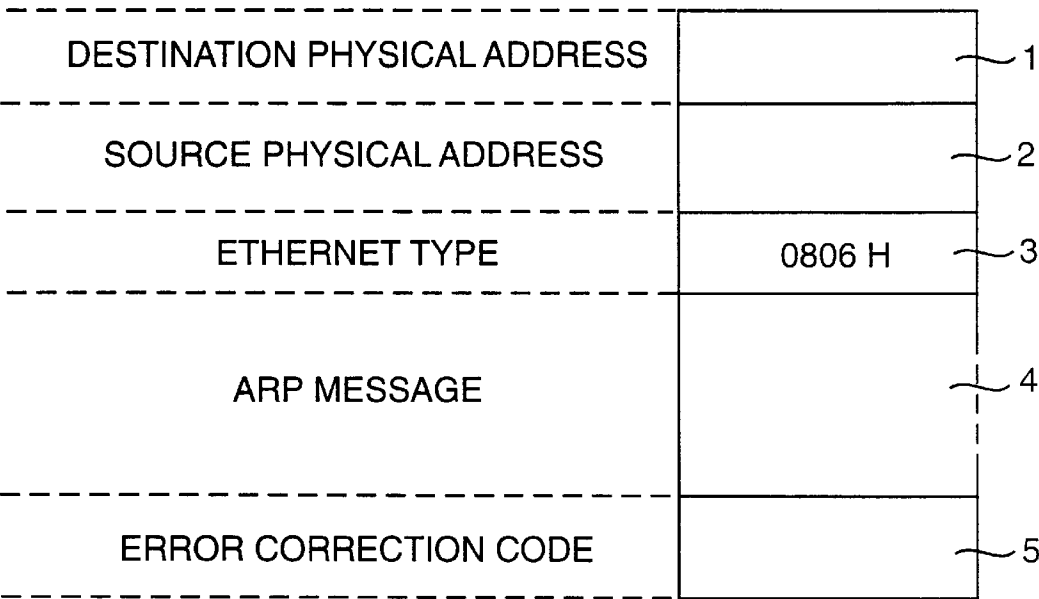 DESTINATION PHYSICAL ADDRESS 1
SOURCE PHYSICAL ADDRESS 2
ETHERNET TYPE 0806 H 3
ARP MESSAGE 4
ERROR CORRECTION CODE 5